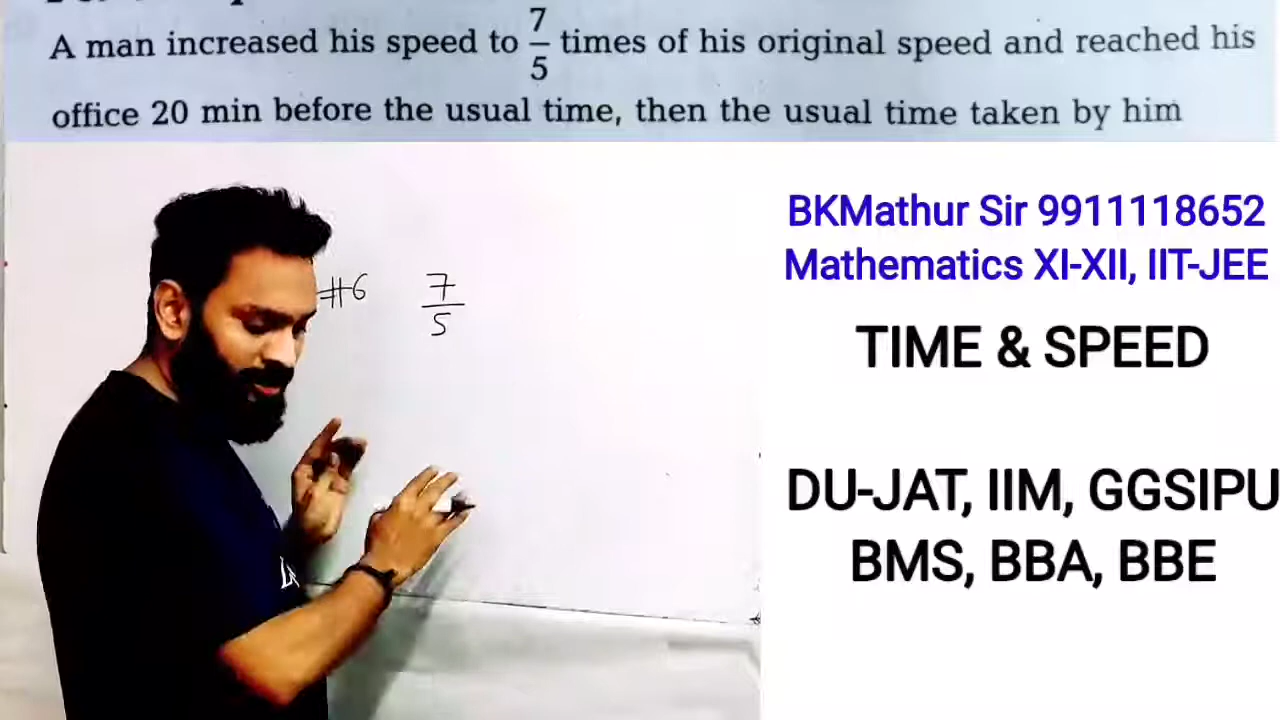 A man increased his speed to 7/5 times of his original speed and reached his
office 20 min before the usual time, then the usual time taken by him
BKMathur Sir 9911118652
Mathematics XI-XII, IIT-JEE
#6 7/5
TIME & SPEED
DU-JAT, IIM, GGSIPU
BMS, BBA, BBE